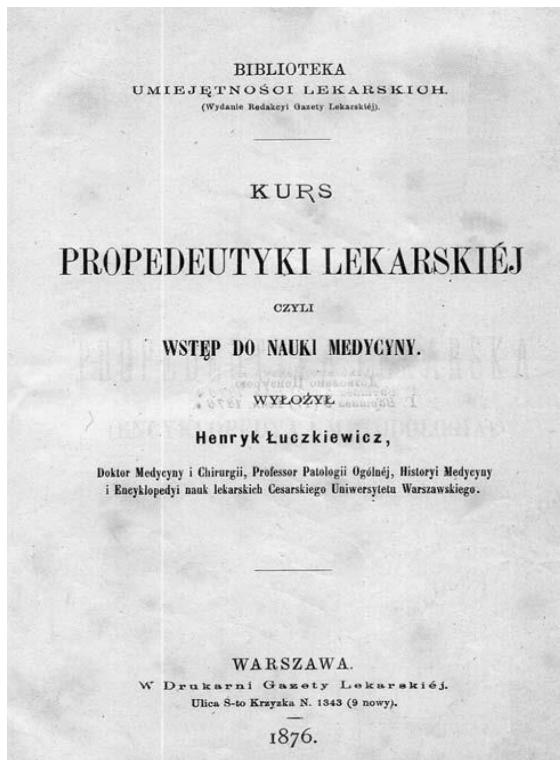 BIBLIOTEKA
UMIEJĘTNOŚCI LEKARSKICH.
(Wydanie Redakcyi Gazety Lekarskiéj).
KURS
PROPEDEUTYKI LEKARSKIÉJ
CZYLI
WSTĘP DO NAUKI MEDYCYNY.
WYŁOŻYŁ
Henryk Łuczkiewicz,
Doktor Medycyny i Chirurgii, Professor Patologii Ogólnéj, Historyi Medycyny
i Encyklopedyi nauk lekarskich Cesarskiego Uniwersytetu Warszawskiego.
WARSZAWA.
W Drukarni Gazety Lekarskiéj.
Ulica S-to Krzyzka N. 1343 (9 nowy).
1876.